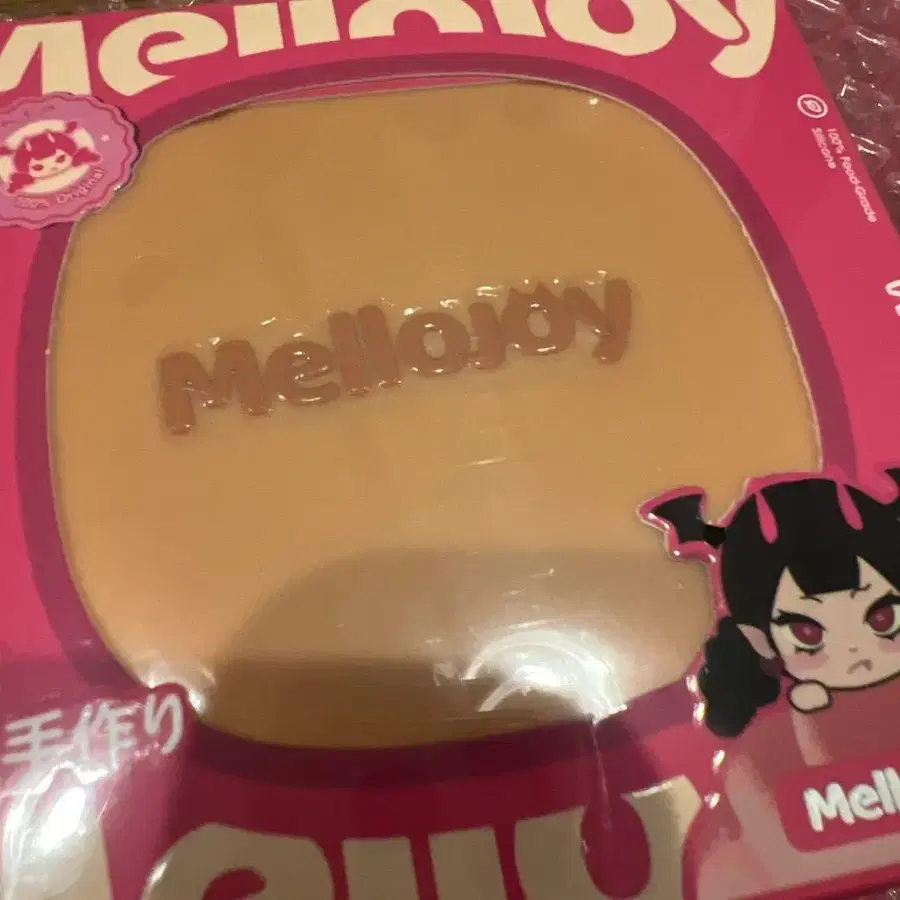 Mellojoy
100% Original
100% Food-Grade
Silicone
Mellojoy
手作り
Mell